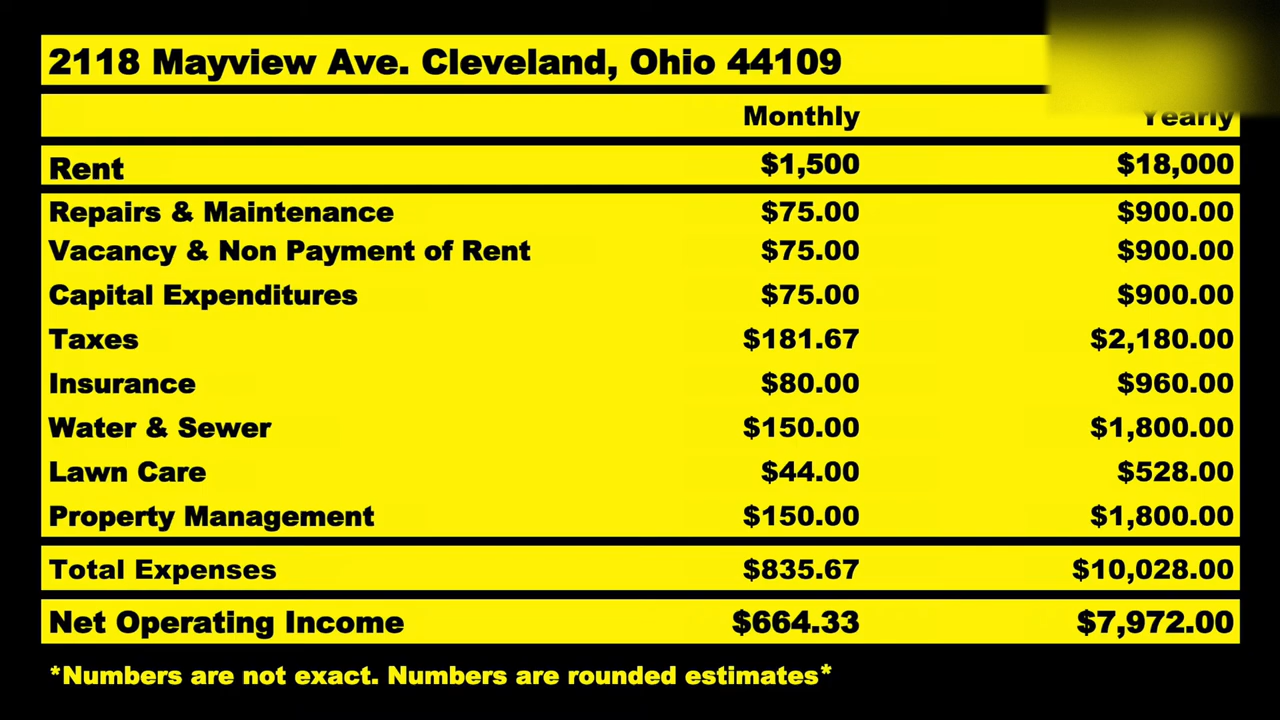 2118 Mayview Ave. Cleveland, Ohio 44109
Monthly Yearly
Rent $1,500 $18,000
Repairs & Maintenance $75.00 $900.00
Vacancy & Non Payment of Rent $75.00 $900.00
Capital Expenditures $75.00 $900.00
Taxes $181.67 $2,180.00
Insurance $80.00 $960.00
Water & Sewer $150.00 $1,800.00
Lawn Care $44.00 $528.00
Property Management $150.00 $1,800.00
Total Expenses $835.67 $10,028.00
Net Operating Income $664.33 $7,972.00
*Numbers are not exact. Numbers are rounded estimates*